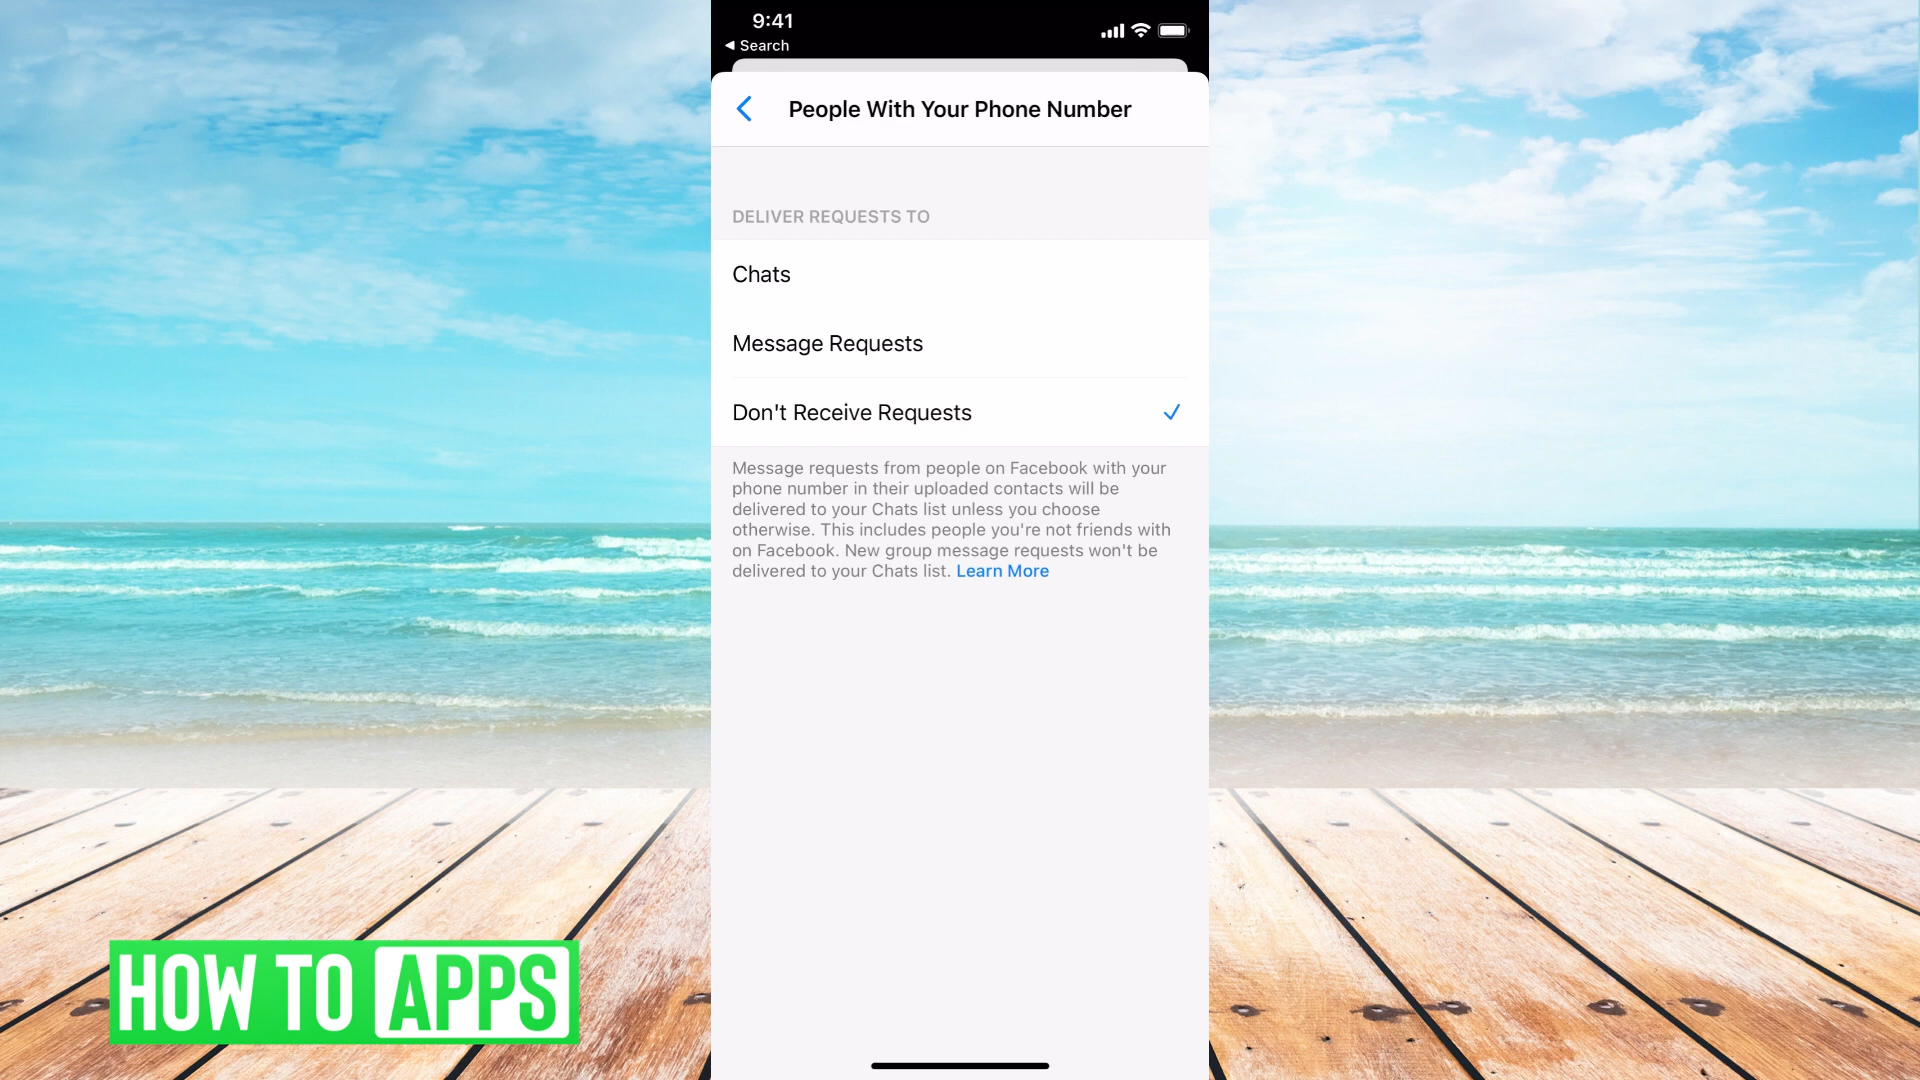 9:41
◀ Search
People With Your Phone Number
DELIVER REQUESTS TO
Chats
Message Requests
Don't Receive Requests
Message requests from people on Facebook with your
phone number in their uploaded contacts will be
delivered to your Chats list unless you choose
otherwise. This includes people you're not friends with
on Facebook. New group message requests won't be
delivered to your Chats list. Learn More
HOW TO APPS